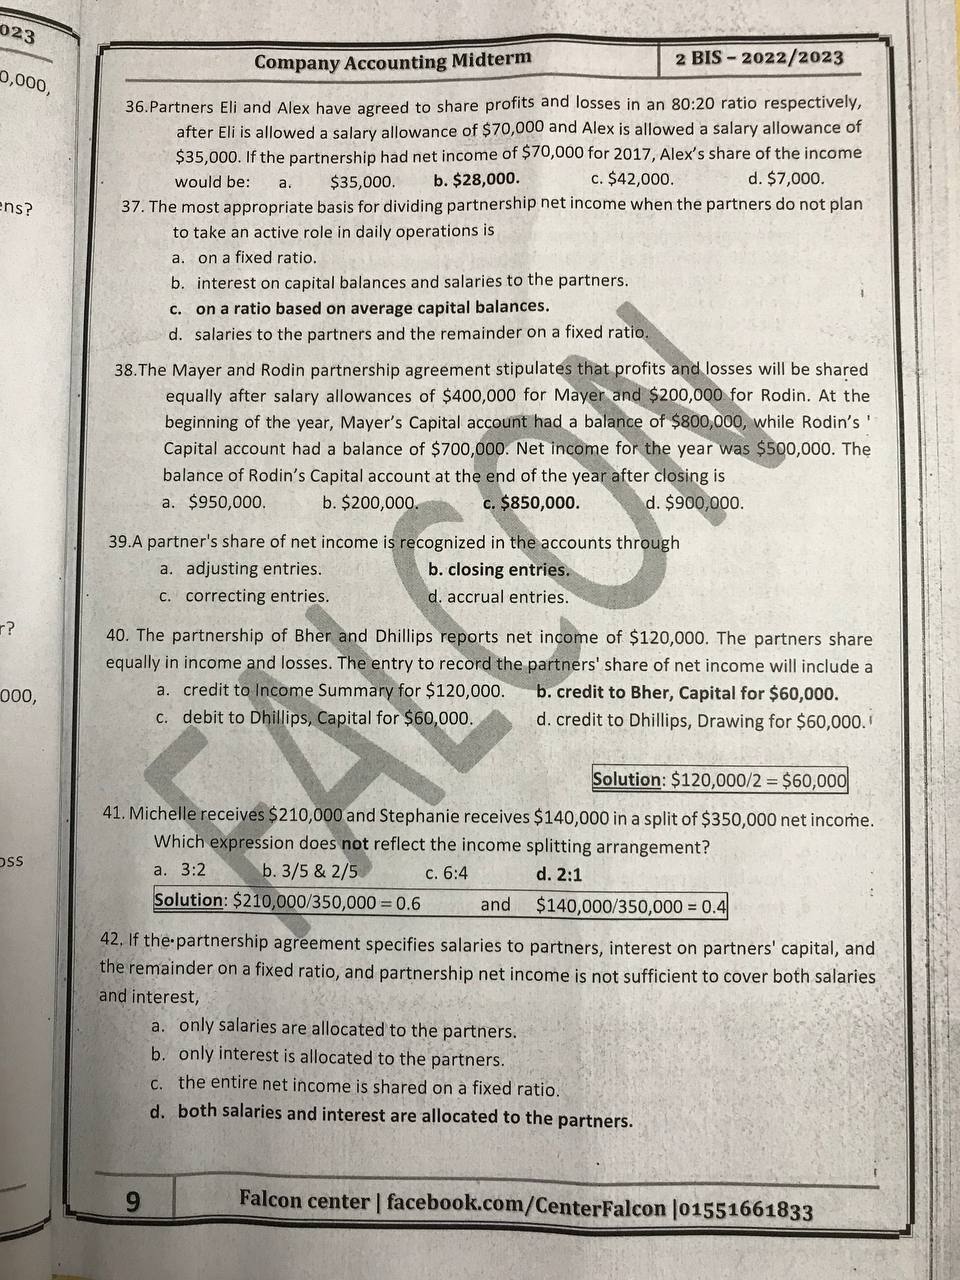 023
0,000,
ens?
r?
000,
oss
Company Accounting Midterm
2 BIS – 2022/2023
36.Partners Eli and Alex have agreed to share profits and losses in an 80:20 ratio respectively,
after Eli is allowed a salary allowance of $70,000 and Alex is allowed a salary allowance of
$35,000. If the partnership had net income of $70,000 for 2017, Alex's share of the income
would be: a. $35,000. b. $28,000. c. $42,000. d. $7,000.
37. The most appropriate basis for dividing partnership net income when the partners do not plan
to take an active role in daily operations is
a. on a fixed ratio.
b. interest on capital balances and salaries to the partners.
c. on a ratio based on average capital balances.
d. salaries to the partners and the remainder on a fixed ratio.
38.The Mayer and Rodin partnership agreement stipulates that profits and losses will be shared
equally after salary allowances of $400,000 for Mayer and $200,000 for Rodin. At the
beginning of the year, Mayer's Capital account had a balance of $800,000, while Rodin's
Capital account had a balance of $700,000. Net income for the year was $500,000. The
balance of Rodin's Capital account at the end of the year after closing is
a. $950,000. b. $200,000. c. $850,000. d. $900,000.
39.A partner's share of net income is recognized in the accounts through
a. adjusting entries. b. closing entries.
c. correcting entries. d. accrual entries.
40. The partnership of Bher and Dhillips reports net income of $120,000. The partners share
equally in income and losses. The entry to record the partners' share of net income will include a
a. credit to Income Summary for $120,000. b. credit to Bher, Capital for $60,000.
c. debit to Dhillips, Capital for $60,000. d. credit to Dhillips, Drawing for $60,000.
Solution: $120,000/2 = $60,000
41. Michelle receives $210,000 and Stephanie receives $140,000 in a split of $350,000 net income.
Which expression does not reflect the income splitting arrangement?
a. 3:2 b. 3/5 & 2/5 c. 6:4 d. 2:1
Solution: $210,000/350,000 = 0.6 and $140,000/350,000 = 0.4
42. If the partnership agreement specifies salaries to partners, interest on partners' capital, and
the remainder on a fixed ratio, and partnership net income is not sufficient to cover both salaries
and interest,
a. only salaries are allocated to the partners.
b. only interest is allocated to the partners.
c. the entire net income is shared on a fixed ratio.
d. both salaries and interest are allocated to the partners.
FALCON
9
Falcon center | facebook.com/CenterFalcon |01551661833